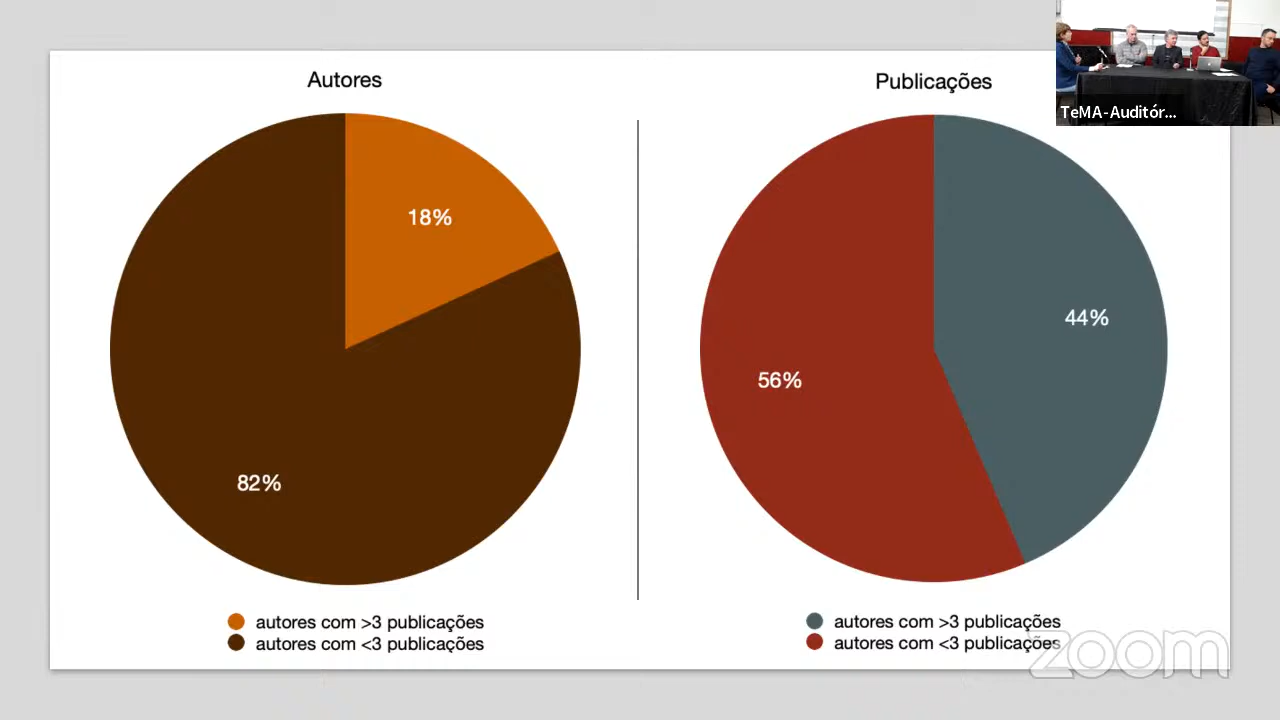 Autores
18%
82%
autores com >3 publicações
autores com <3 publicações
Publicações
44%
56%
autores com >3 publicações
autores com <3 publicações
TeMA-Auditór...
zoom